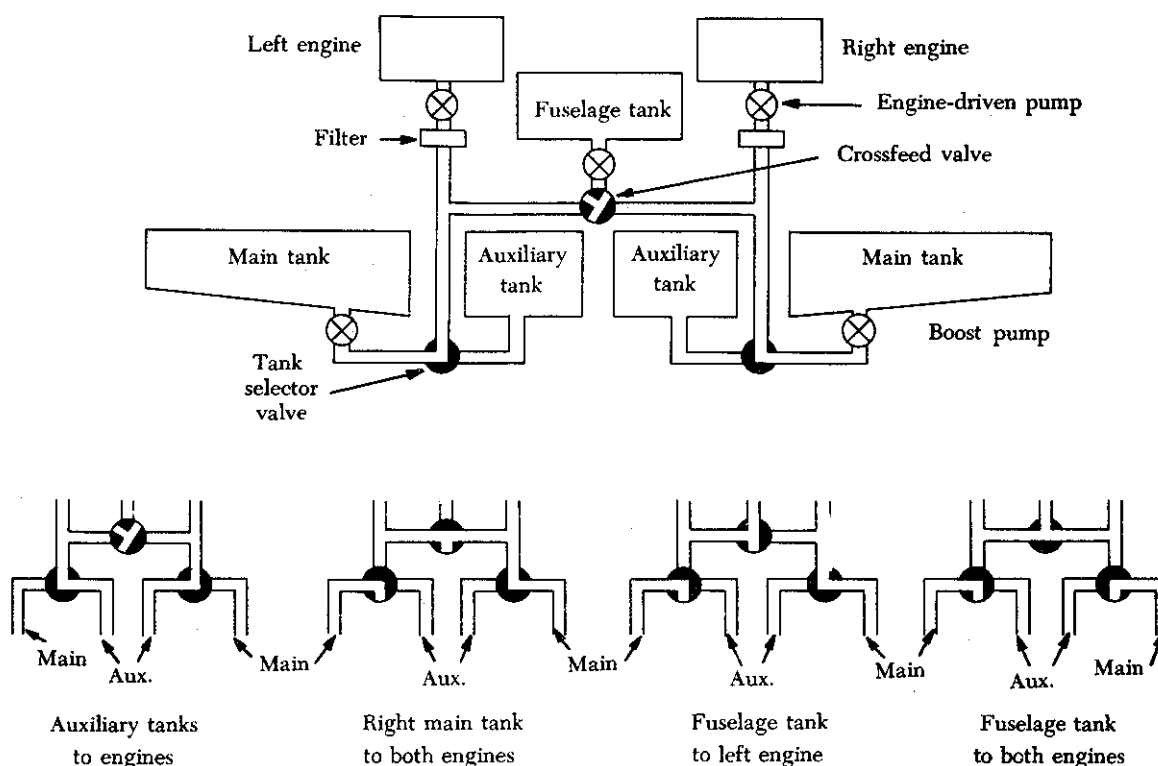 Left engine
Right engine
Fuselage tank
Engine-driven pump
Filter
Crossfeed valve
Main tank
Auxiliary
tank
Auxiliary
tank
Main tank
Boost pump
Tank
selector
valve
Main
Aux.
Main
Aux.
Main
Aux.
Main
Aux.
Main
Auxiliary tanks
to engines
Right main tank
to both engines
Fuselage tank
to left engine
Fuselage tank
to both engines